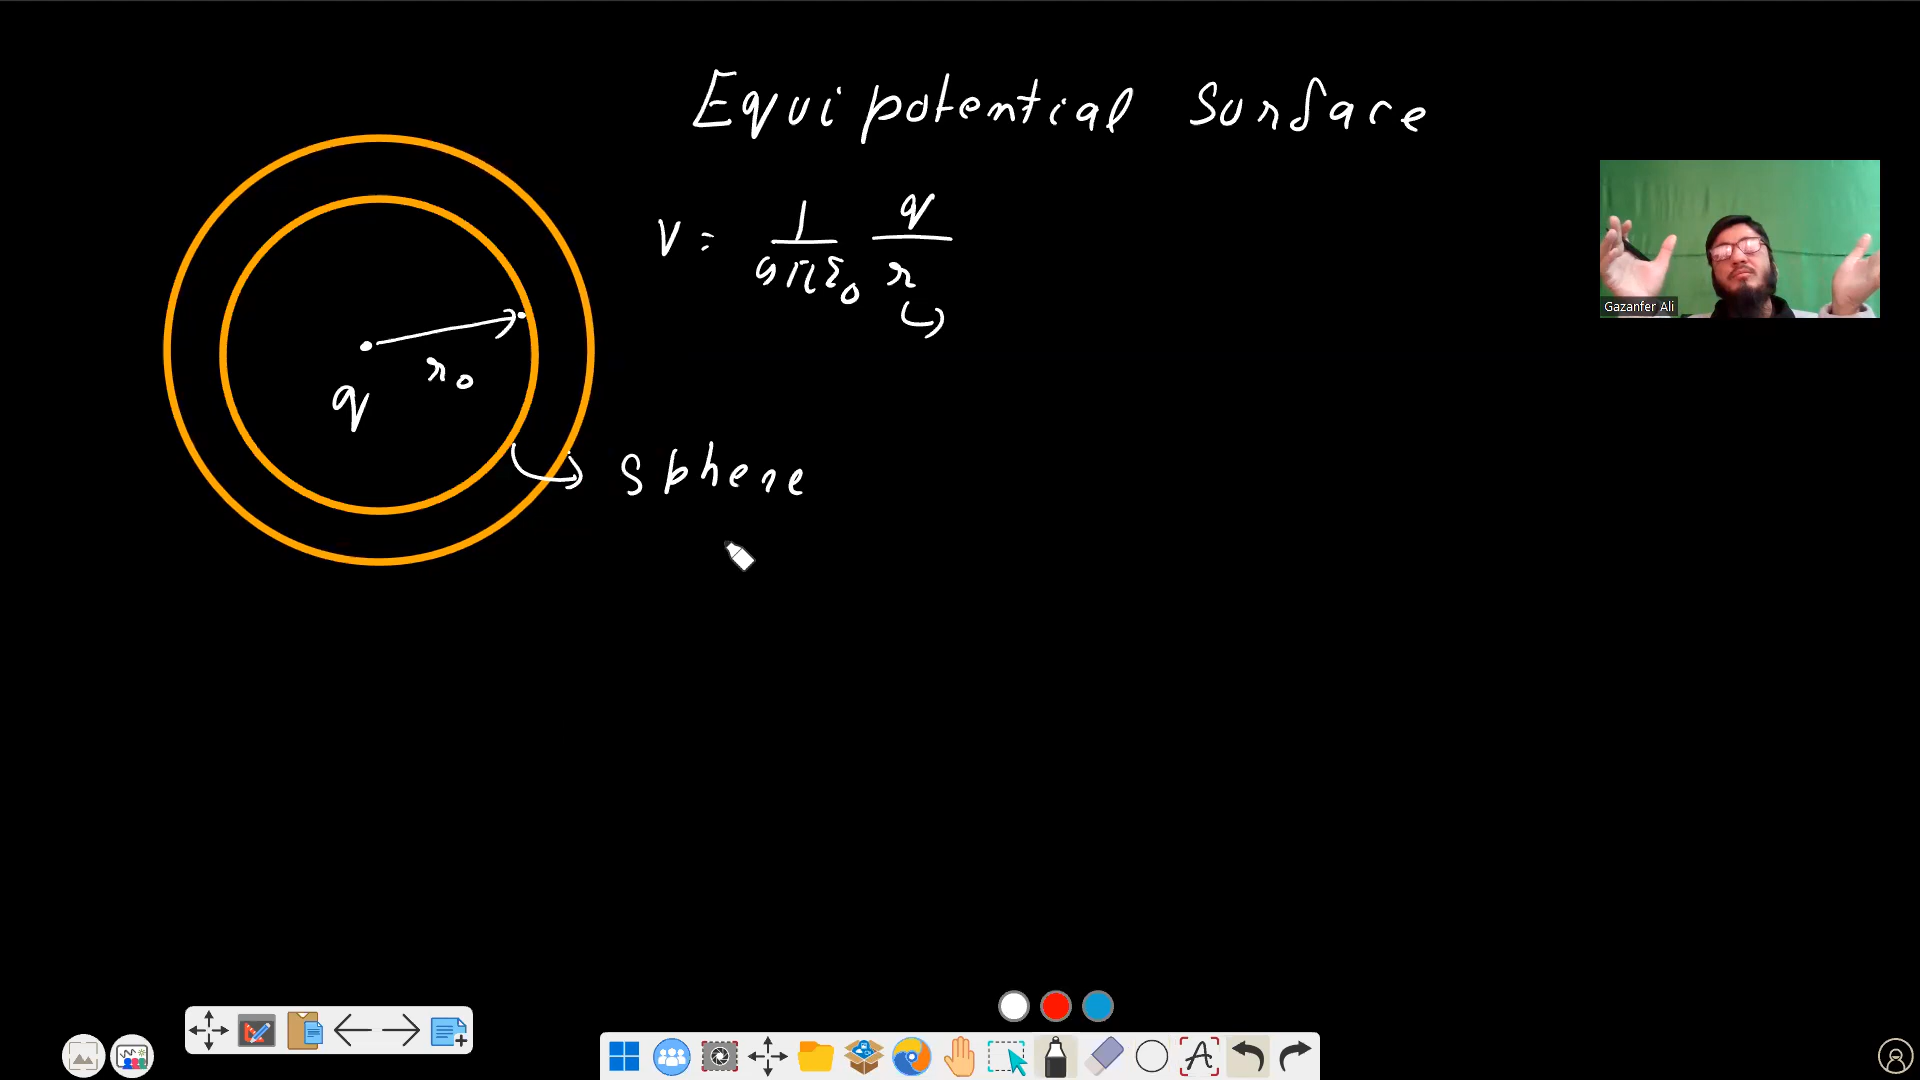 Equipotential Surface
V = 1/4πε₀ q/r
r₀
q
Sphere
Gazanfer Ali